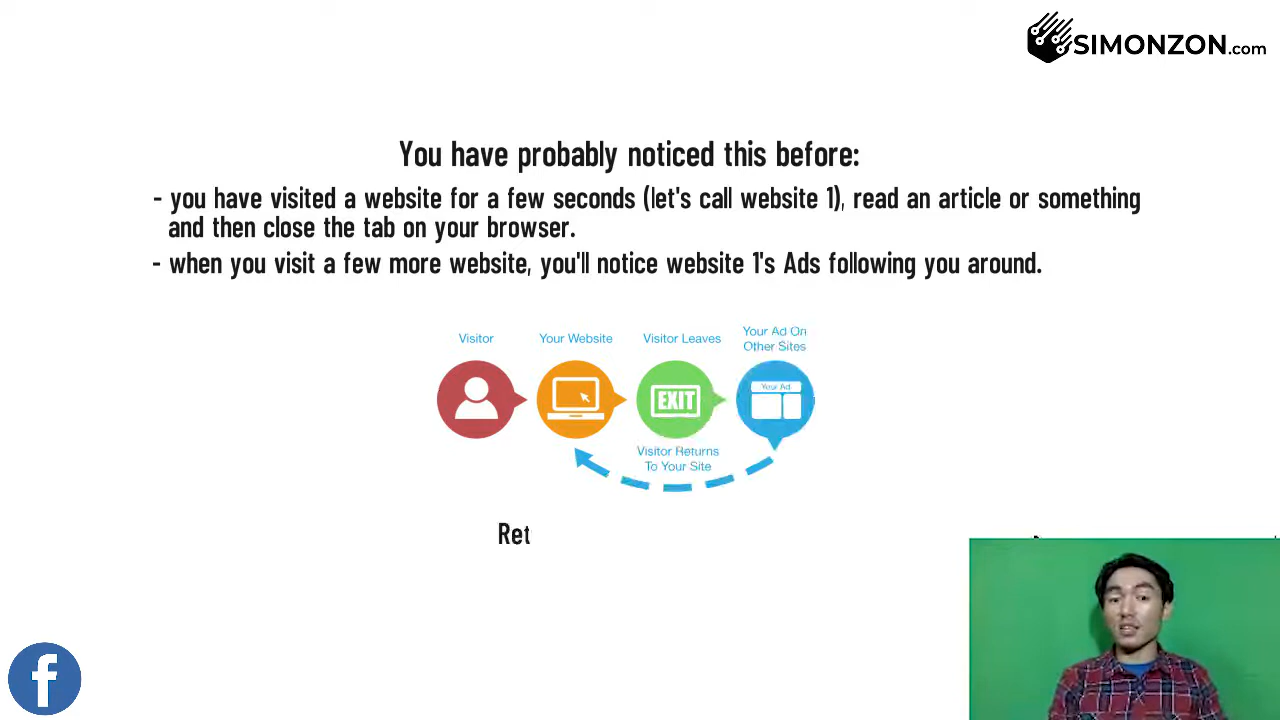 SIMONZON.com
You have probably noticed this before:
- you have visited a website for a few seconds (let's call website 1), read an article or something
and then close the tab on your browser.
- when you visit a few more website, you'll notice website 1's Ads following you around.
Visitor
Your Website
Visitor Leaves
Your Ad On
Other Sites
Your Ad
EXIT
Visitor Returns
To Your Site
Ret
f